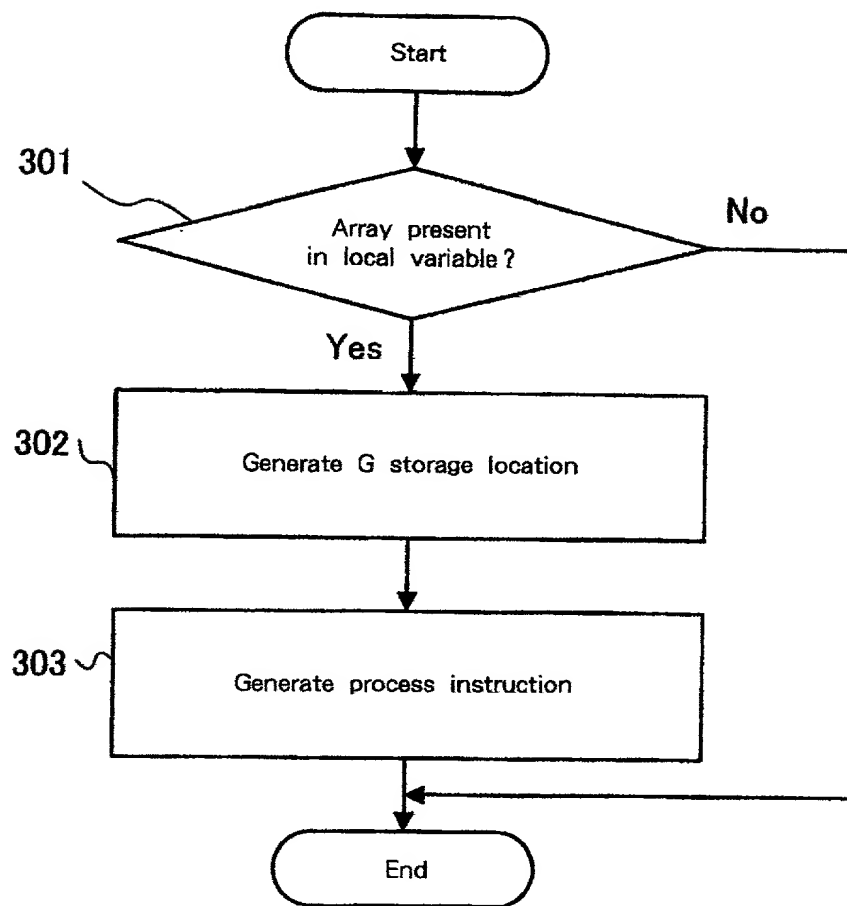 Start
301
Array present
in local variable?
No
Yes
302
Generate G storage location
303
Generate process instruction
End